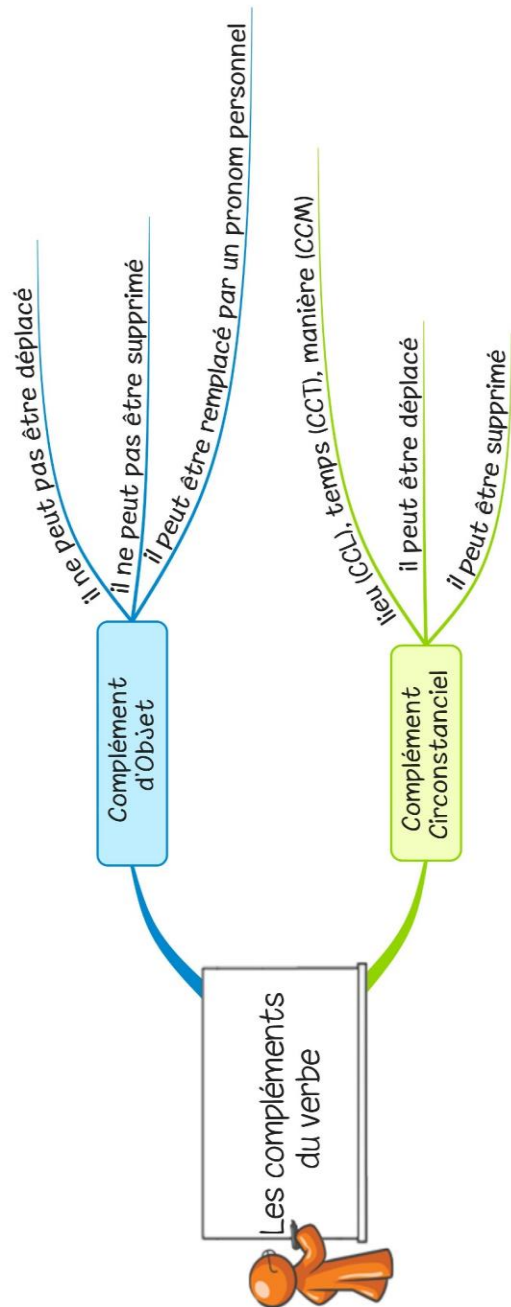 Les compléments
du verbe
Complément
d'Objet
il ne Peut pas être déplacé
il ne peut pas être supprimé
il peut être remplacé par un pronom personnel
Complément
Circonstanciel
lieu (CCL), temps (CCT), manière (CCM)
il peut être déplacé
il peut être supprimé